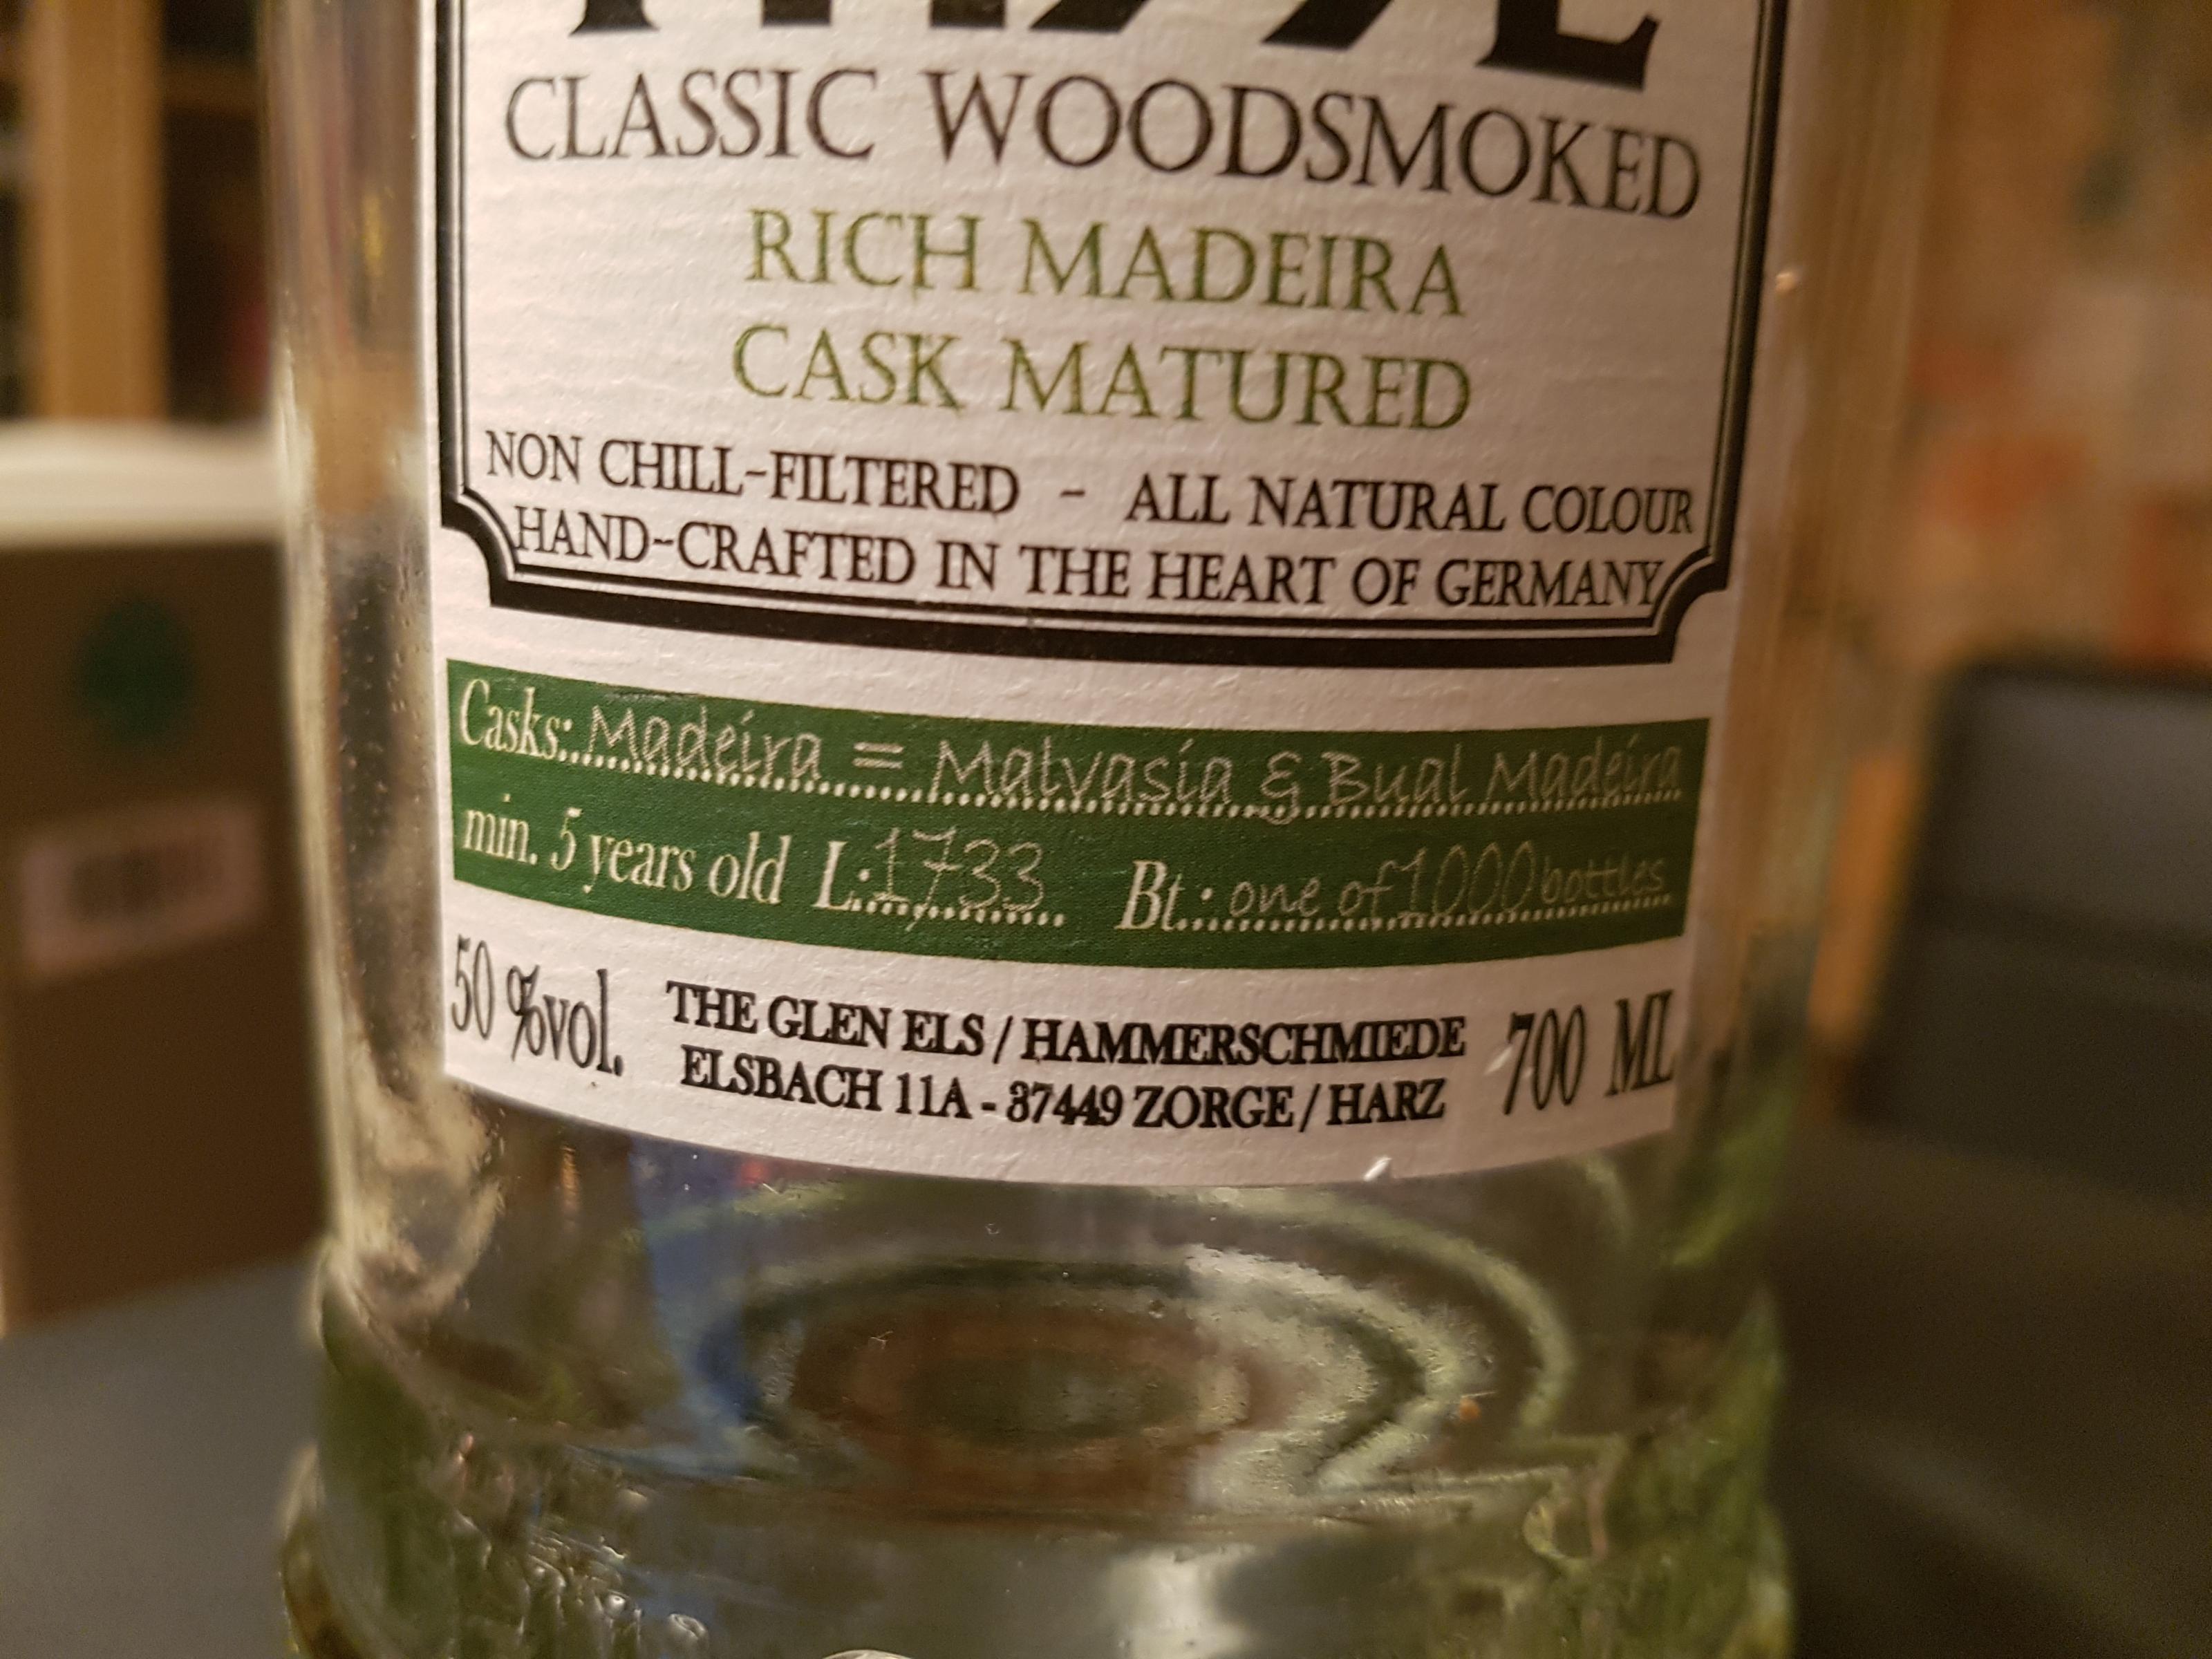 CLASSIC WOODSMOKED
RICH MADEIRA
CASK MATURED
NON CHILL-FILTERED - ALL NATURAL COLOUR
HAND-CRAFTED IN THE HEART OF GERMANY
Casks: Madeira = Malvasia & Bual Madeira
min. 5 years old L: 1733 Bt.: one of 1000 bottles
50 %vol. THE GLEN ELS / HAMMERSCHMIEDE 700 ML
ELSBACH 11A - 37449 ZORGE / HARZ